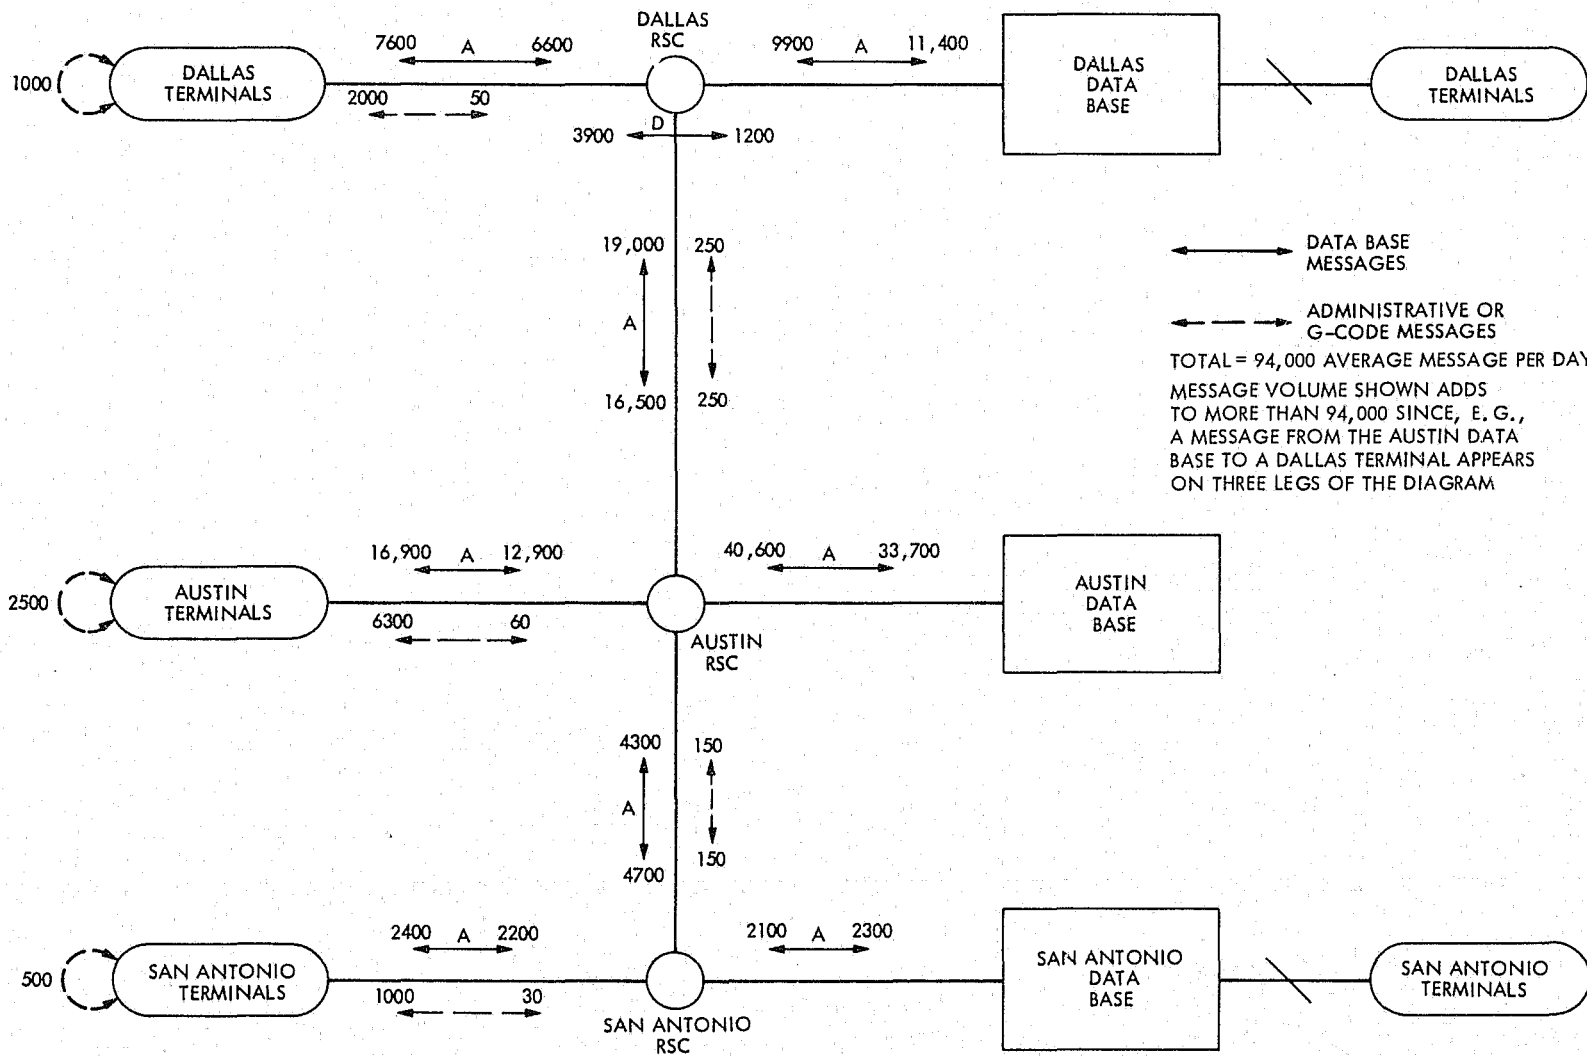 DALLAS
RSC
7600 A 6600
9900 A 11,400
1000
DALLAS
TERMINALS
2000 50
DALLAS
DATA
BASE
DALLAS
TERMINALS
D
3900 1200
19,000 250
A
16,500 250
DATA BASE
MESSAGES
ADMINISTRATIVE OR
G-CODE MESSAGES
TOTAL = 94,000 AVERAGE MESSAGE PER DAY
MESSAGE VOLUME SHOWN ADDS
TO MORE THAN 94,000 SINCE, E.G.,
A MESSAGE FROM THE AUSTIN DATA
BASE TO A DALLAS TERMINAL APPEARS
ON THREE LEGS OF THE DIAGRAM
16,900 A 12,900
40,600 A 33,700
2500
AUSTIN
TERMINALS
6300 60
AUSTIN
RSC
AUSTIN
DATA
BASE
4300 150
A
4700 150
2400 A 2200
2100 A 2300
500
SAN ANTONIO
TERMINALS
1000 30
SAN ANTONIO
RSC
SAN ANTONIO
DATA
BASE
SAN ANTONIO
TERMINALS